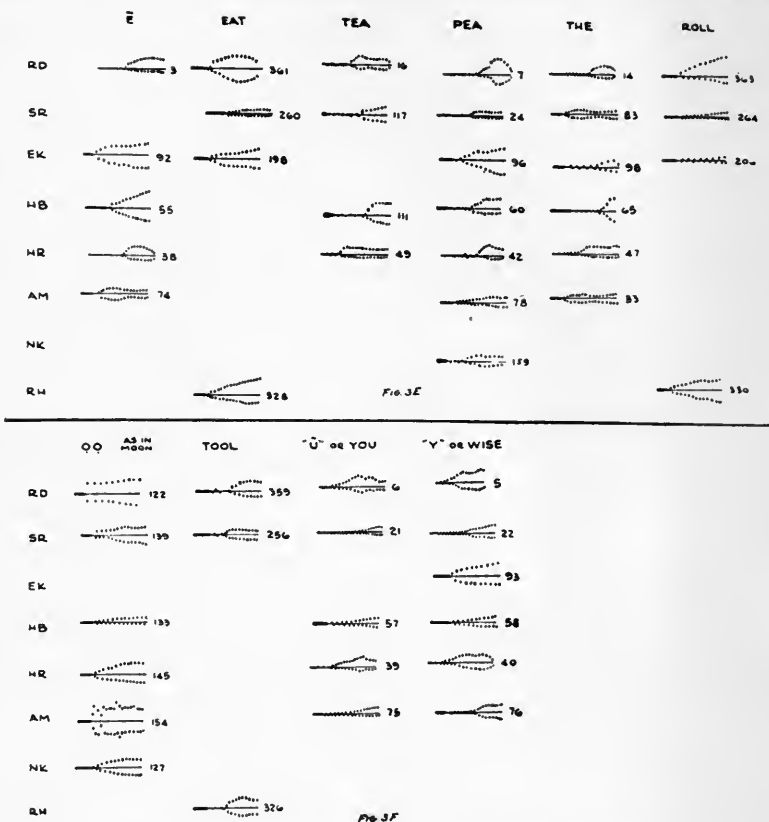 Ē EAT TEA PEA THE ROLL
RD 3 361 16 7 14 363
SR 260 117 24 83 264
EK 92 198 96 98 206
HB 55 111 60 65
HR 38 49 42 47
AM 74 78 33
NK 159
RH 328 FIG. 3E 330
OO AS IN MOON TOOL "Ū" OR YOU "Y" OR WISE
RD 122 359 6 5
SR 139 256 21 22
EK 93
HB 133 57 58
HR 145 39 40
AM 154 75 76
NK 127
RH 326 FIG 3F